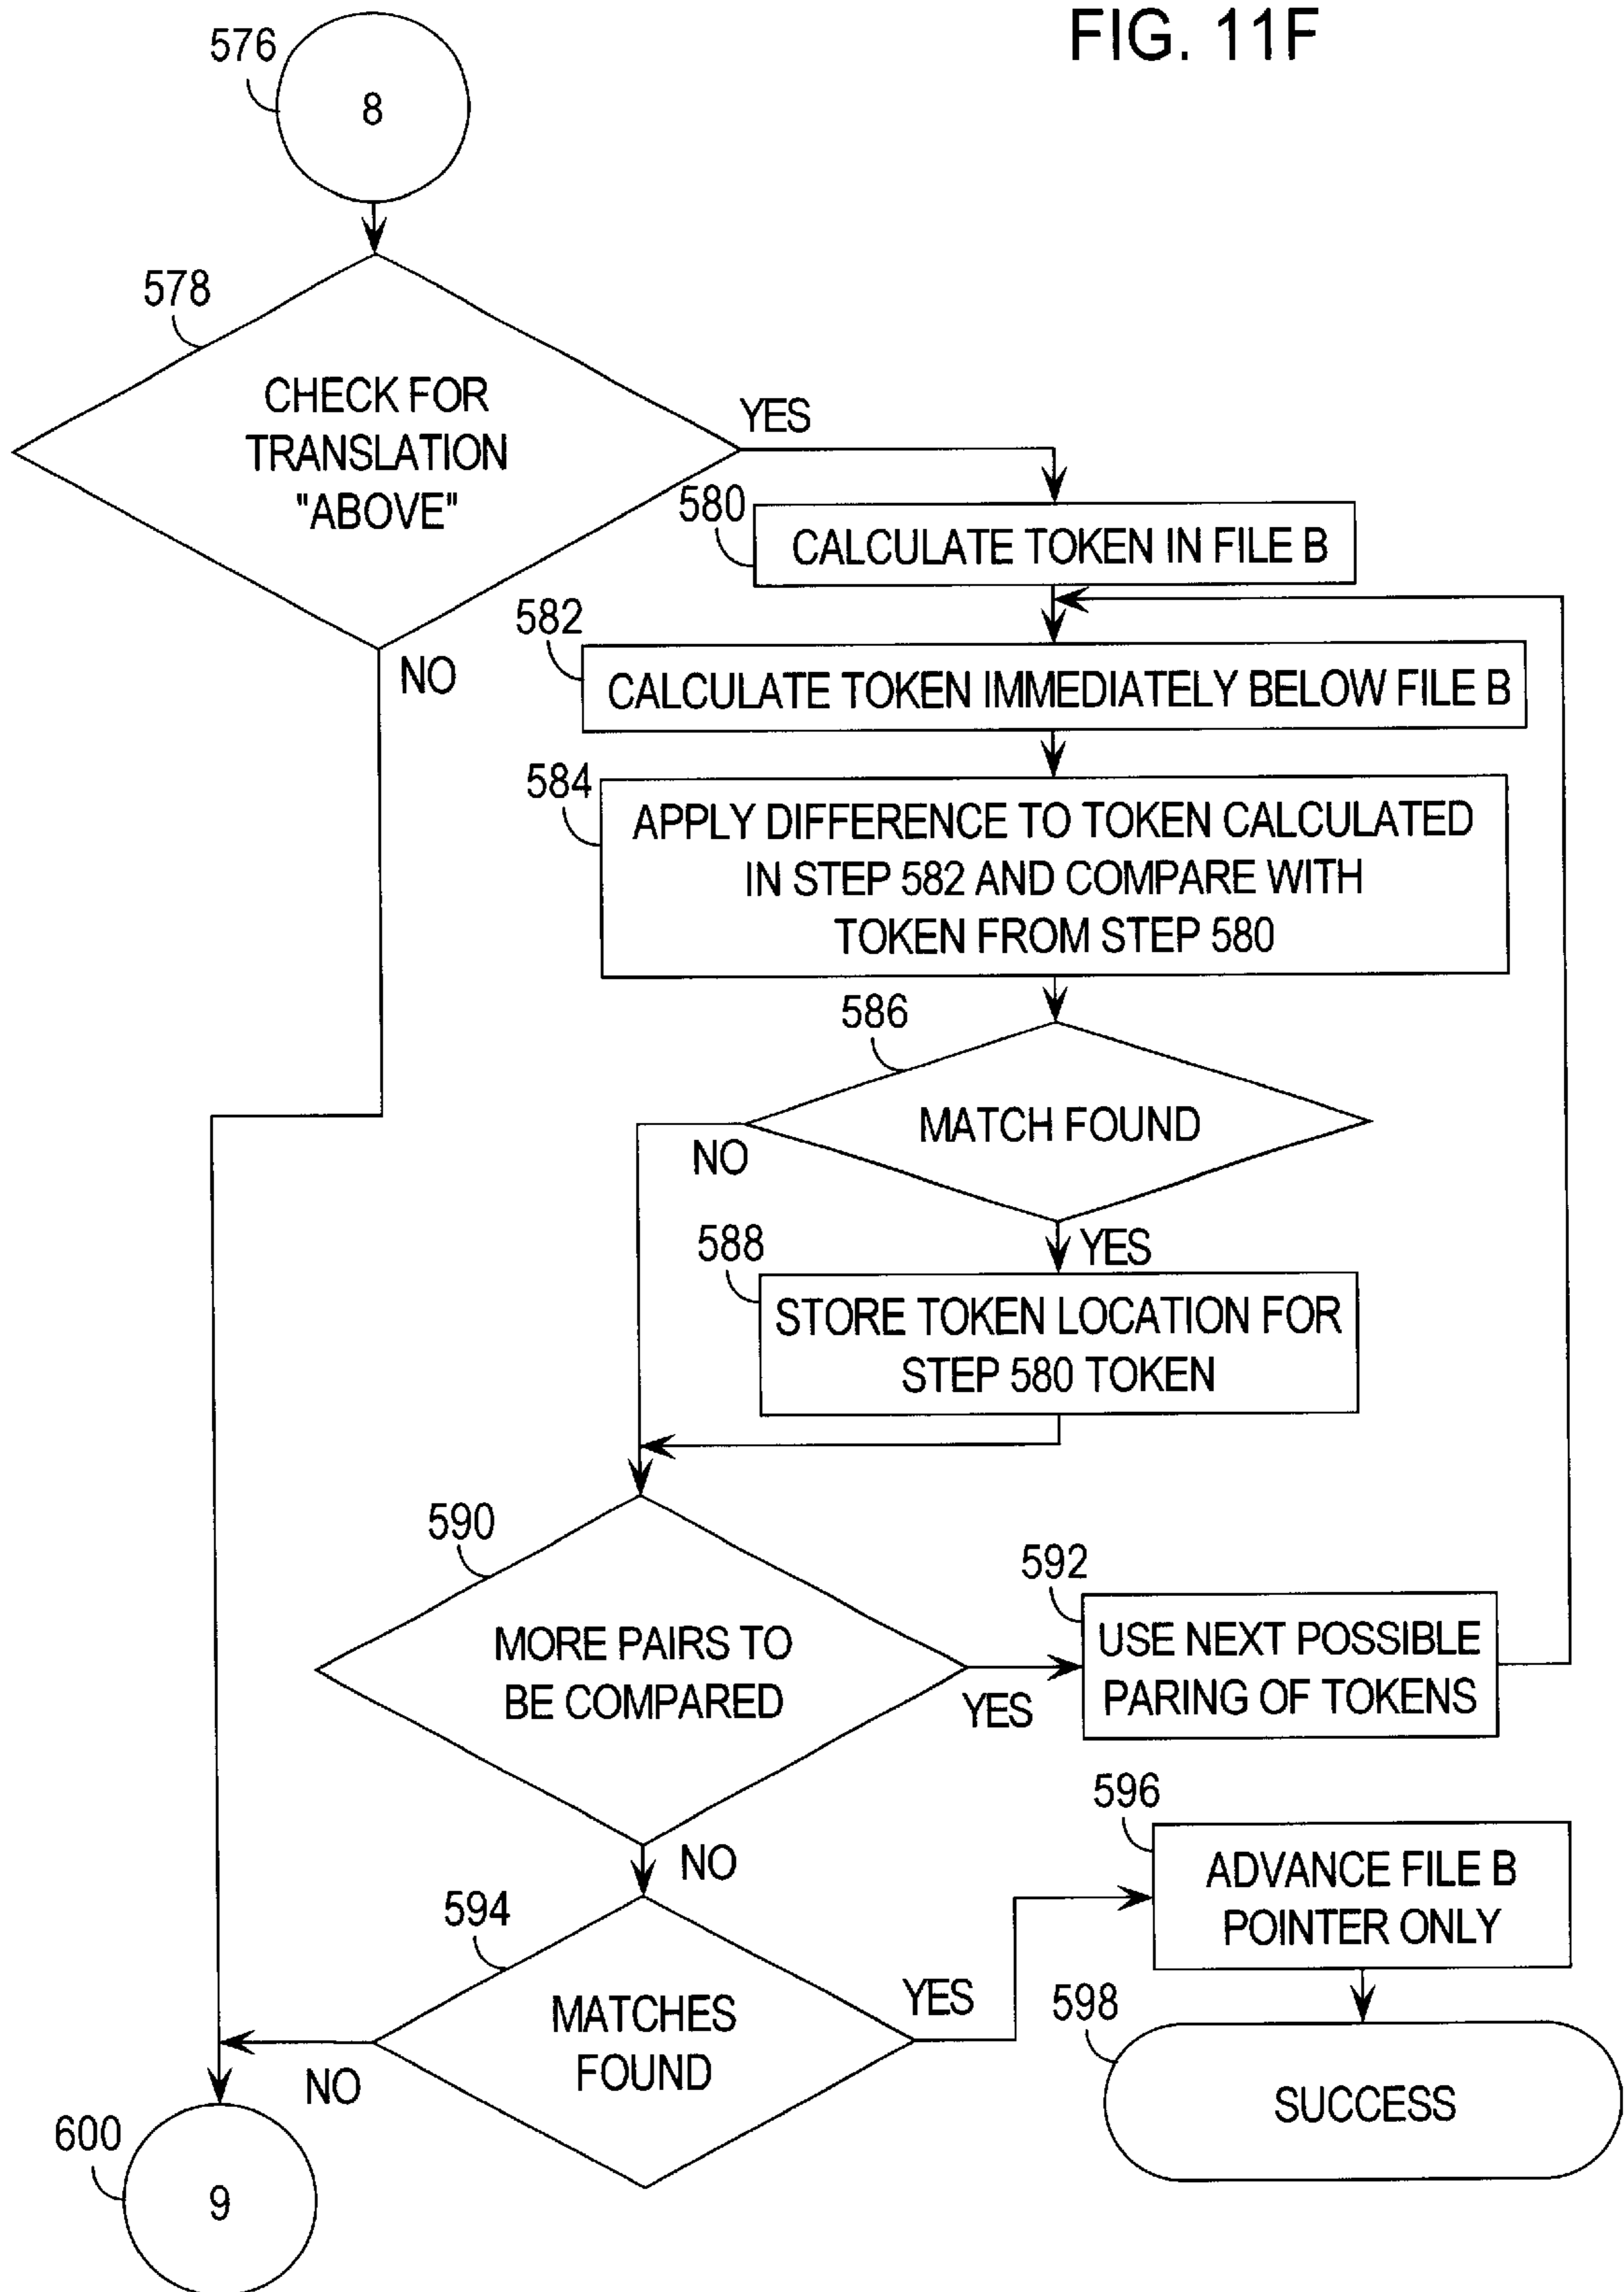 FIG. 11F
576
8
578
CHECK FOR
TRANSLATION
"ABOVE"
YES
NO
580
CALCULATE TOKEN IN FILE B
582
CALCULATE TOKEN IMMEDIATELY BELOW FILE B
584
APPLY DIFFERENCE TO TOKEN CALCULATED
IN STEP 582 AND COMPARE WITH
TOKEN FROM STEP 580
586
MATCH FOUND
NO
YES
588
STORE TOKEN LOCATION FOR
STEP 580 TOKEN
590
MORE PAIRS TO
BE COMPARED
YES
592
USE NEXT POSSIBLE
PARING OF TOKENS
NO
594
MATCHES
FOUND
YES
596
ADVANCE FILE B
POINTER ONLY
598
SUCCESS
NO
600
9